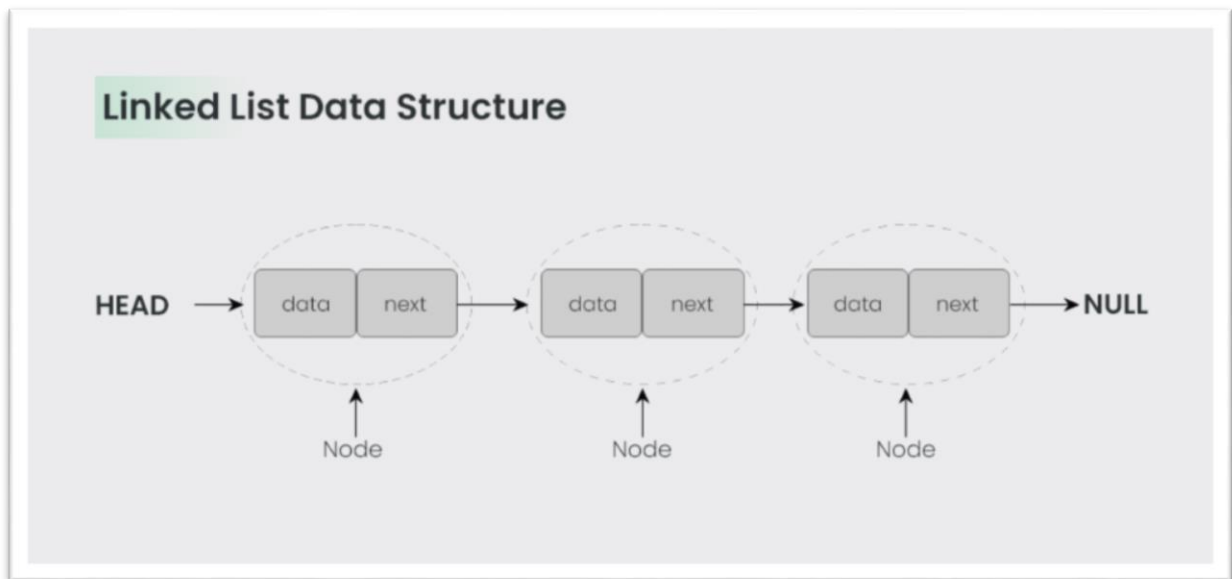 Linked List Data Structure
HEAD data next data next data next NULL
Node Node Node